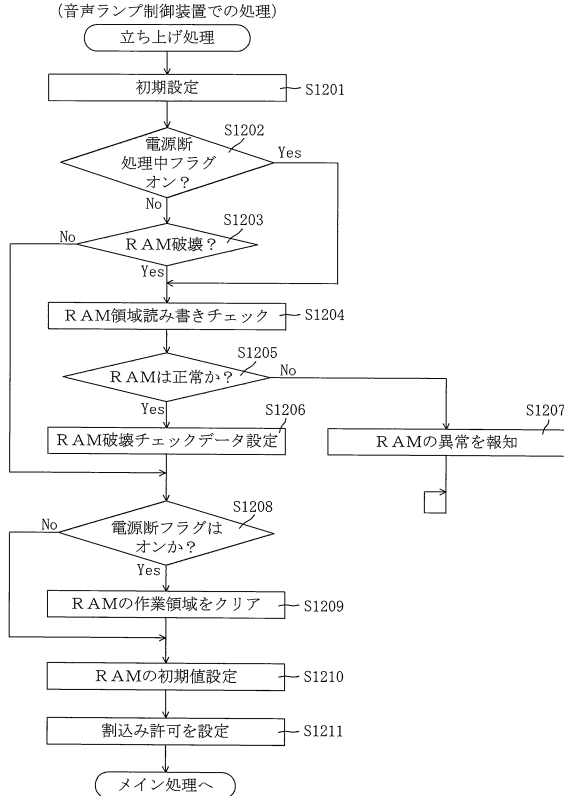 (音声ランプ制御装置での処理)
立ち上げ処理
初期設定
S1201
S1202
電源断
処理中フラグ
オン?
Yes
No
S1203
RAM破壊?
No
Yes
RAM領域読み書きチェック
S1204
S1205
RAMは正常か?
No
Yes
S1206
RAM破壊チェックデータ設定
S1207
RAMの異常を報知
S1208
電源断フラグは
オンか?
No
Yes
RAMの作業領域をクリア
S1209
RAMの初期値設定
S1210
割込み許可を設定
S1211
メイン処理へ